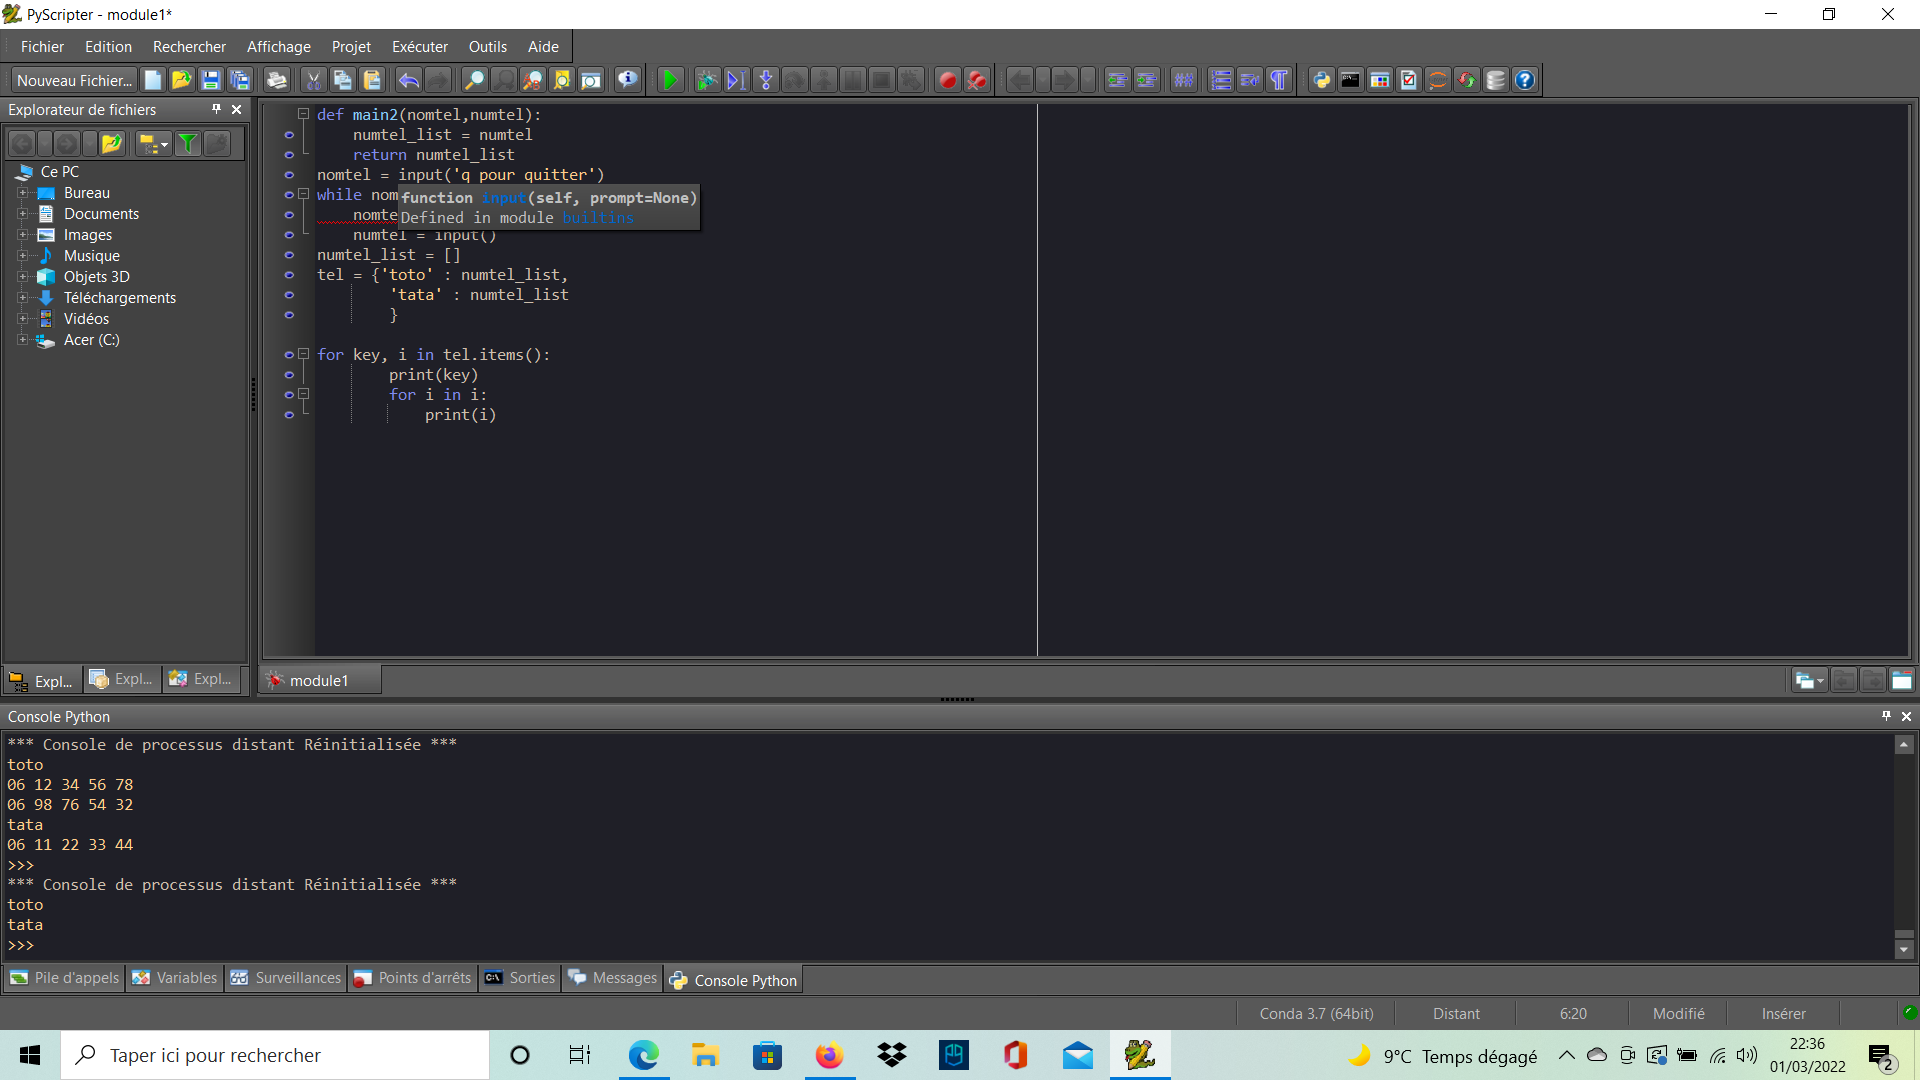 PyScripter - module1*
Fichier Edition Rechercher Affichage Projet Exécuter Outils Aide
Nouveau Fichier...
Explorateur de fichiers
Ce PC
Bureau
Documents
Images
Musique
Objets 3D
Téléchargements
Vidéos
Acer (C:)
Expl... Expl... Expl...
def main2(nomtel,numtel):
numtel_list = numtel
return numtel_list
nomtel = input('q pour quitter')
while nom
function input(self, prompt=None)
nomte
Defined in module builtins
numtel = input()
numtel_list = []
tel = {'toto' : numtel_list,
'tata' : numtel_list
}
for key, i in tel.items():
print(key)
for i in i:
print(i)
module1
Console Python
*** Console de processus distant Réinitialisée ***
toto
06 12 34 56 78
06 98 76 54 32
tata
06 11 22 33 44
>>>
*** Console de processus distant Réinitialisée ***
toto
tata
>>>
Pile d'appels Variables Surveillances Points d'arrêts Sorties Messages Console Python
Conda 3.7 (64bit) Distant 6:20 Modifié Insérer
Taper ici pour rechercher
9°C Temps dégagé
22:36
01/03/2022
2